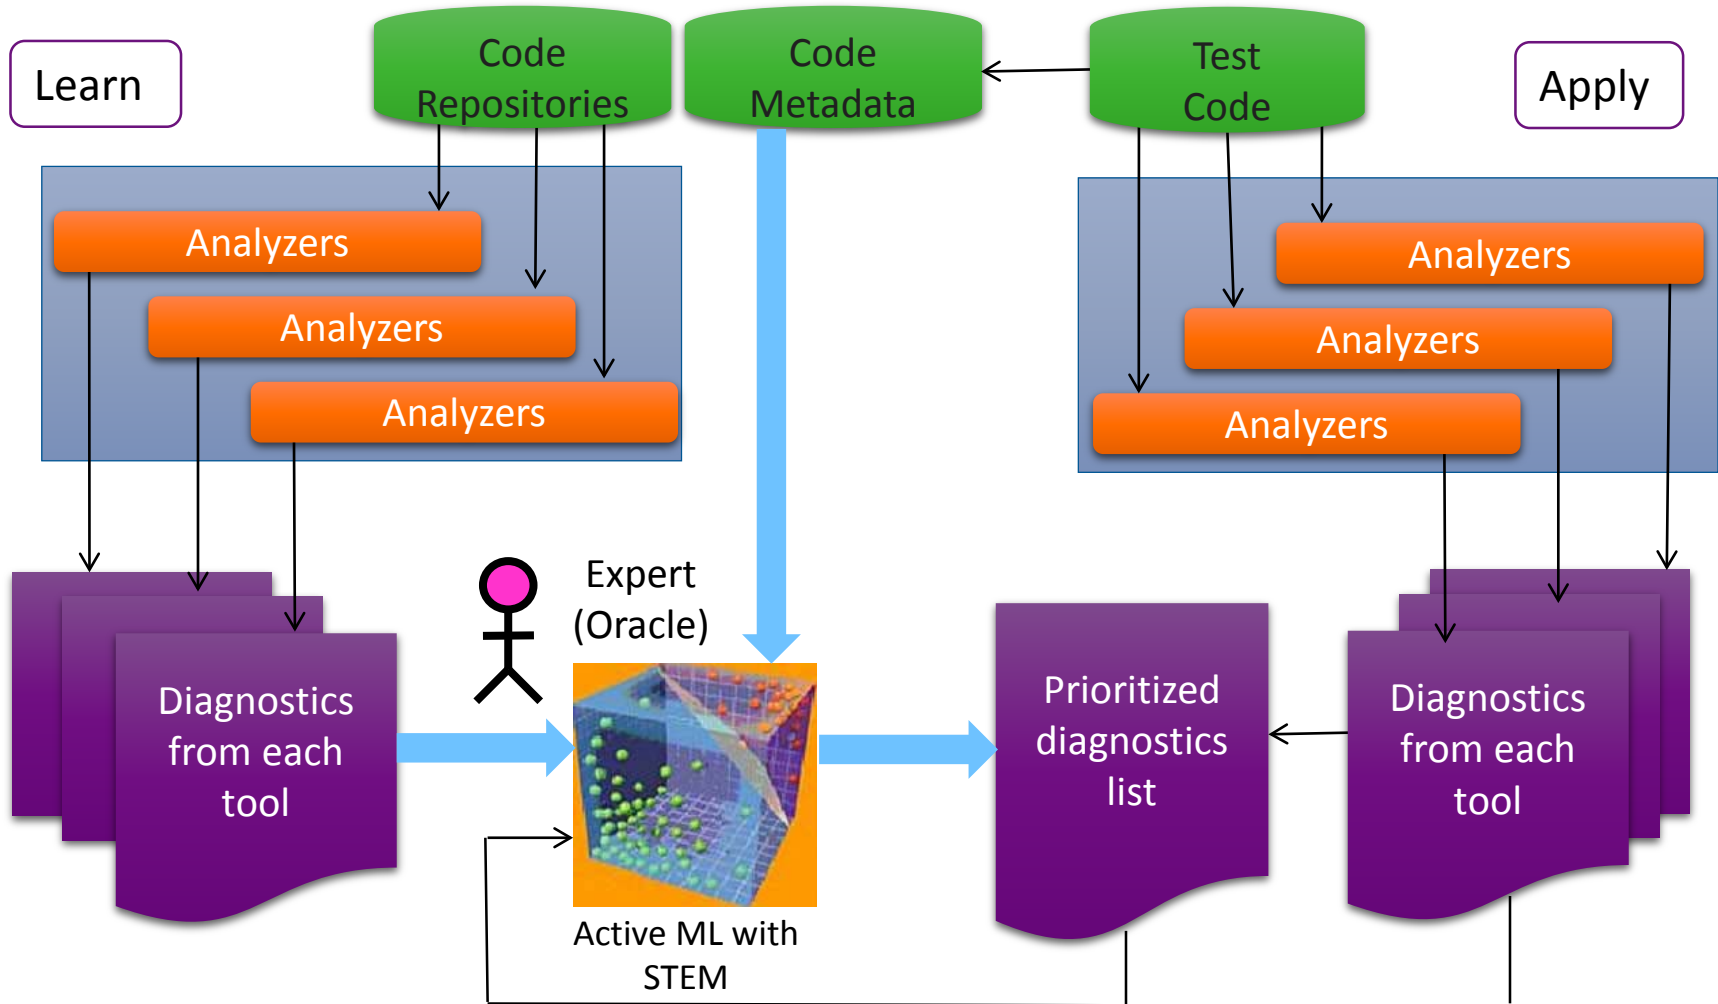 Learn
Code
Repositories
Code
Metadata
Test
Code
Apply
Analyzers
Analyzers
Analyzers
Analyzers
Analyzers
Analyzers
Expert
(Oracle)
Diagnostics
from each
tool
Active ML with
STEM
Prioritized
diagnostics
list
Diagnostics
from each
tool